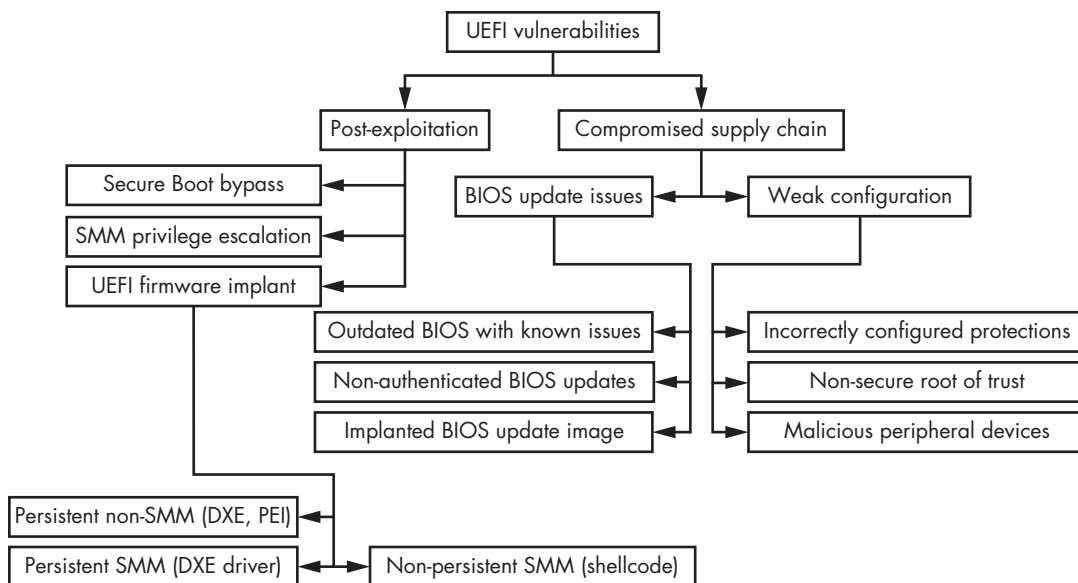 UEFI vulnerabilities
Post-exploitation
Compromised supply chain
Secure Boot bypass
BIOS update issues
Weak configuration
SMM privilege escalation
UEFI firmware implant
Outdated BIOS with known issues
Incorrectly configured protections
Non-authenticated BIOS updates
Non-secure root of trust
Implanted BIOS update image
Malicious peripheral devices
Persistent non-SMM (DXE, PEI)
Persistent SMM (DXE driver)
Non-persistent SMM (shellcode)